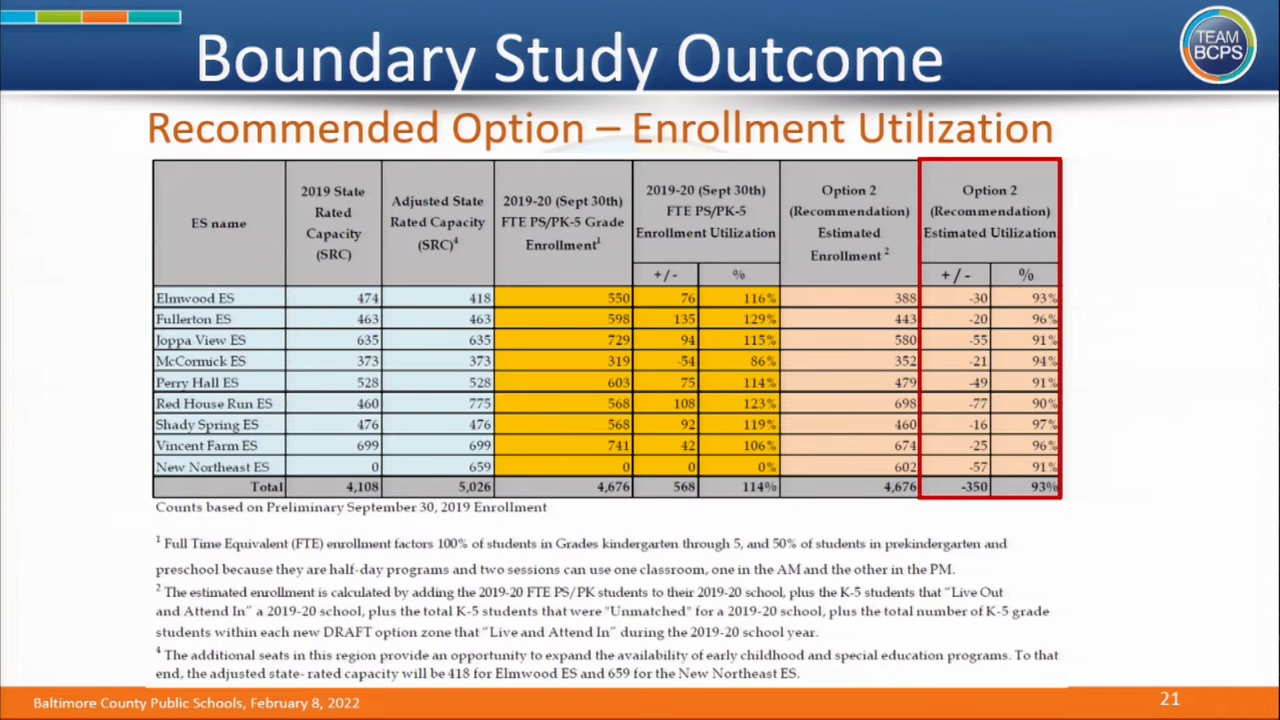 TEAM
BCPS
Boundary Study Outcome
Recommended Option – Enrollment Utilization
ES name | 2019 State Rated Capacity (SRC) | Adjusted State Rated Capacity (SRC)4 | 2019-20 (Sept 30th) FTE PS/PK-5 Grade Enrollment1 | 2019-20 (Sept 30th) FTE PS/PK-5 Enrollment Utilization | Option 2 (Recommendation) Estimated Enrollment 2 | Option 2 (Recommendation) Estimated Utilization
+/- % +/- %
Elmwood ES 474 418 550 76 116% 388 -30 93%
Fullerton ES 463 463 598 135 129% 443 -20 96%
Joppa View ES 635 635 729 94 115% 580 -55 91%
McCormick ES 373 373 319 -54 86% 352 -21 94%
Perry Hall ES 528 528 603 75 114% 479 -49 91%
Red House Run ES 460 775 568 108 123% 698 -77 90%
Shady Spring ES 476 476 568 92 119% 460 -16 97%
Vincent Farm ES 699 699 741 42 106% 674 -25 96%
New Northeast ES 0 659 0 0 0% 602 -57 91%
Total 4,108 5,026 4,676 568 114% 4,676 -350 93%
Counts based on Preliminary September 30, 2019 Enrollment
1 Full Time Equivalent (FTE) enrollment factors 100% of students in Grades kindergarten through 5, and 50% of students in prekindergarten and
preschool because they are half-day programs and two sessions can use one classroom, one in the AM and the other in the PM.
2 The estimated enrollment is calculated by adding the 2019-20 FTE PS/PK students to their 2019-20 school, plus the K-5 students that “Live Out
and Attend In” a 2019-20 school, plus the total K-5 students that were "Unmatched" for a 2019-20 school, plus the total number of K-5 grade
students within each new DRAFT option zone that “Live and Attend In” during the 2019-20 school year.
4 The additional seats in this region provide an opportunity to expand the availability of early childhood and special education programs. To that
end, the adjusted state- rated capacity will be 418 for Elmwood ES and 659 for the New Northeast ES.
Baltimore County Public Schools, February 8, 2022
21